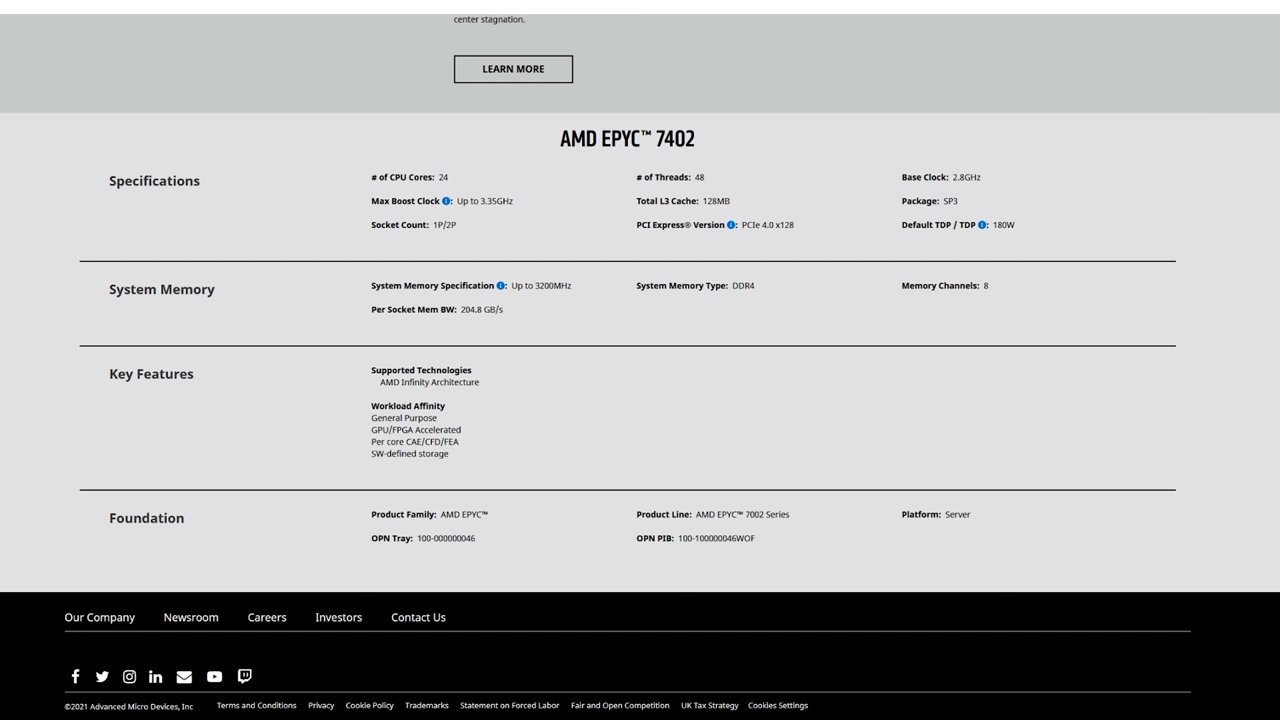 center stagnation.
LEARN MORE
AMD EPYC™ 7402
Specifications
# of CPU Cores: 24
# of Threads: 48
Base Clock: 2.8GHz
Max Boost Clock i: Up to 3.35GHz
Total L3 Cache: 128MB
Package: SP3
Socket Count: 1P/2P
PCI Express® Version i: PCIe 4.0 x128
Default TDP / TDP i: 180W
System Memory
System Memory Specification i: Up to 3200MHz
System Memory Type: DDR4
Memory Channels: 8
Per Socket Mem BW: 204.8 GB/s
Key Features
Supported Technologies
AMD Infinity Architecture
Workload Affinity
General Purpose
GPU/FPGA Accelerated
Per core CAE/CFD/FEA
SW-defined storage
Foundation
Product Family: AMD EPYC™
Product Line: AMD EPYC™ 7002 Series
Platform: Server
OPN Tray: 100-000000046
OPN PIB: 100-100000046WOF
Our Company Newsroom Careers Investors Contact Us
©2021 Advanced Micro Devices, Inc Terms and Conditions Privacy Cookie Policy Trademarks Statement on Forced Labor Fair and Open Competition UK Tax Strategy Cookies Settings